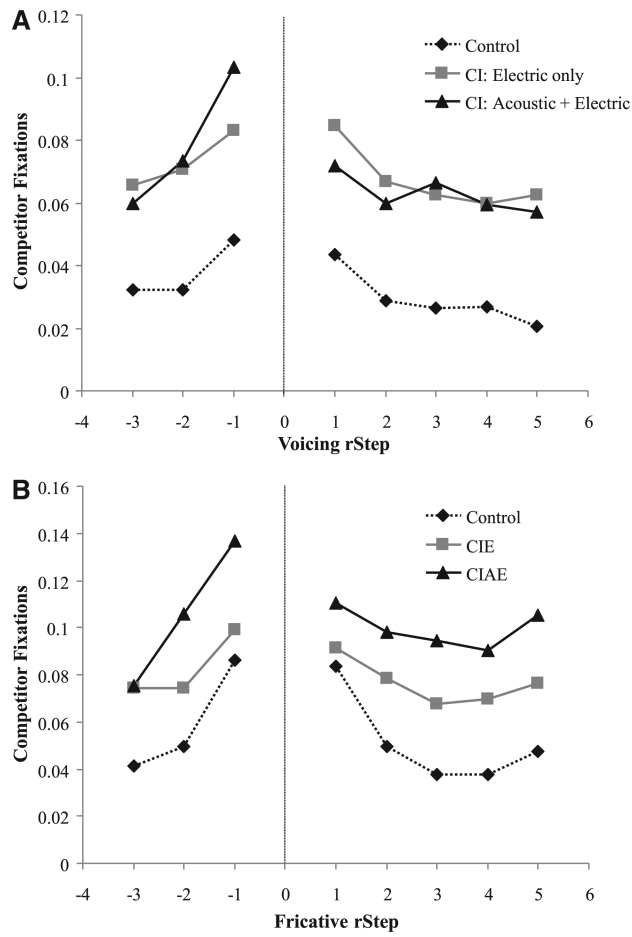 A
0.12
Control
CI: Electric only
CI: Acoustic + Electric
0.1
0.08
0.06
0.04
0.02
0
Competitor Fixations
-4 -3 -2 -1 0 1 2 3 4 5 6
Voicing rStep
B
0.16
Control
CIE
CIAE
0.14
0.12
0.1
0.08
0.06
0.04
0.02
0
Competitor Fixations
-4 -3 -2 -1 0 1 2 3 4 5 6
Fricative rStep